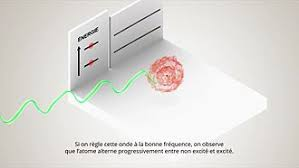 ENERGIE
Si on règle cette onde à la bonne fréquence, on observe
que l'atome alterne progressivement entre non excité et excité.